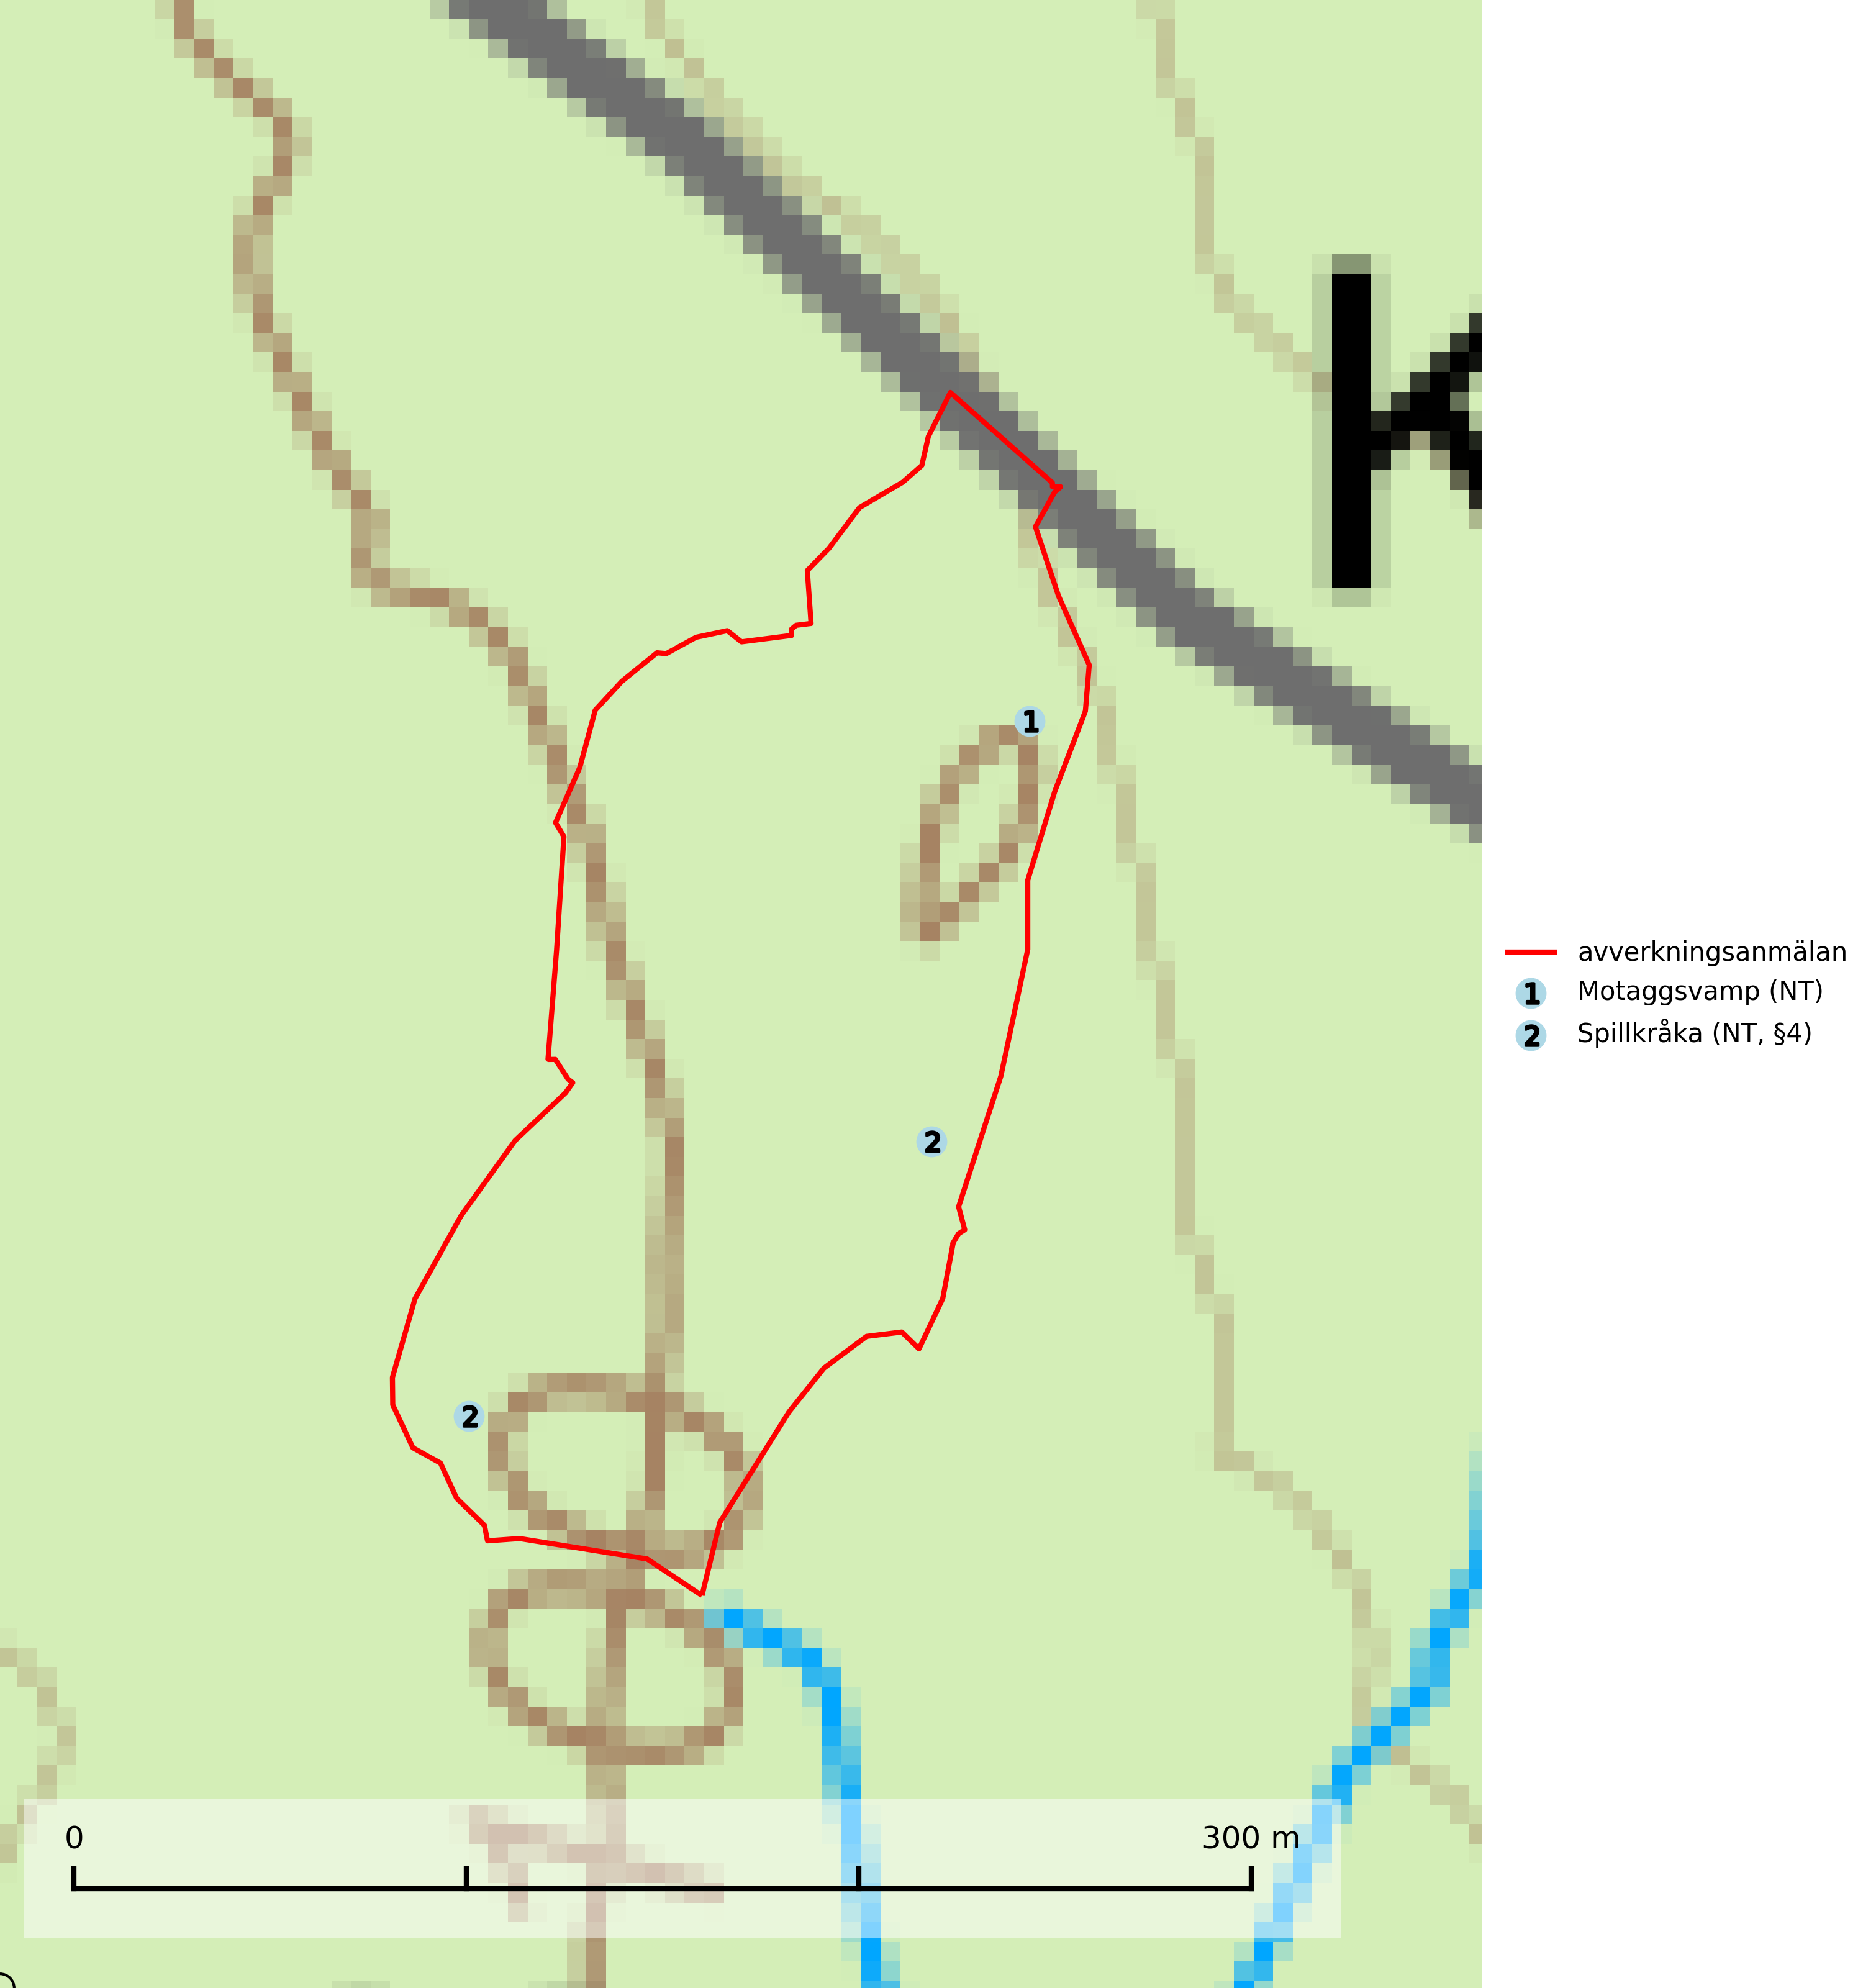 1
2
2
avverkningsanmälan
1 Motaggsvamp (NT)
2 Spillkråka (NT, §4)
0 300 m